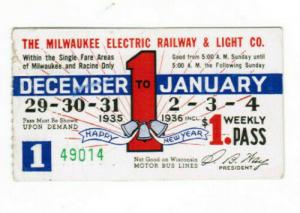 THE MILWAUKEE ELECTRIC RAILWAY & LIGHT CO.
Within the Single Fare Areas of Milwaukee and Racine Only
Good from 5:00 A. M. Sunday until 5:00 A. M. the Following Sunday
DECEMBER TO JANUARY
1
29-30-31 2-3-4
1935 1936 INCL.
Pass Must Be Shown
UPON DEMAND
HAPPY NEW YEAR
$1. WEEKLY
PASS
1 49014
Not Good on Wisconsin
MOTOR BUS LINES
PRESIDENT